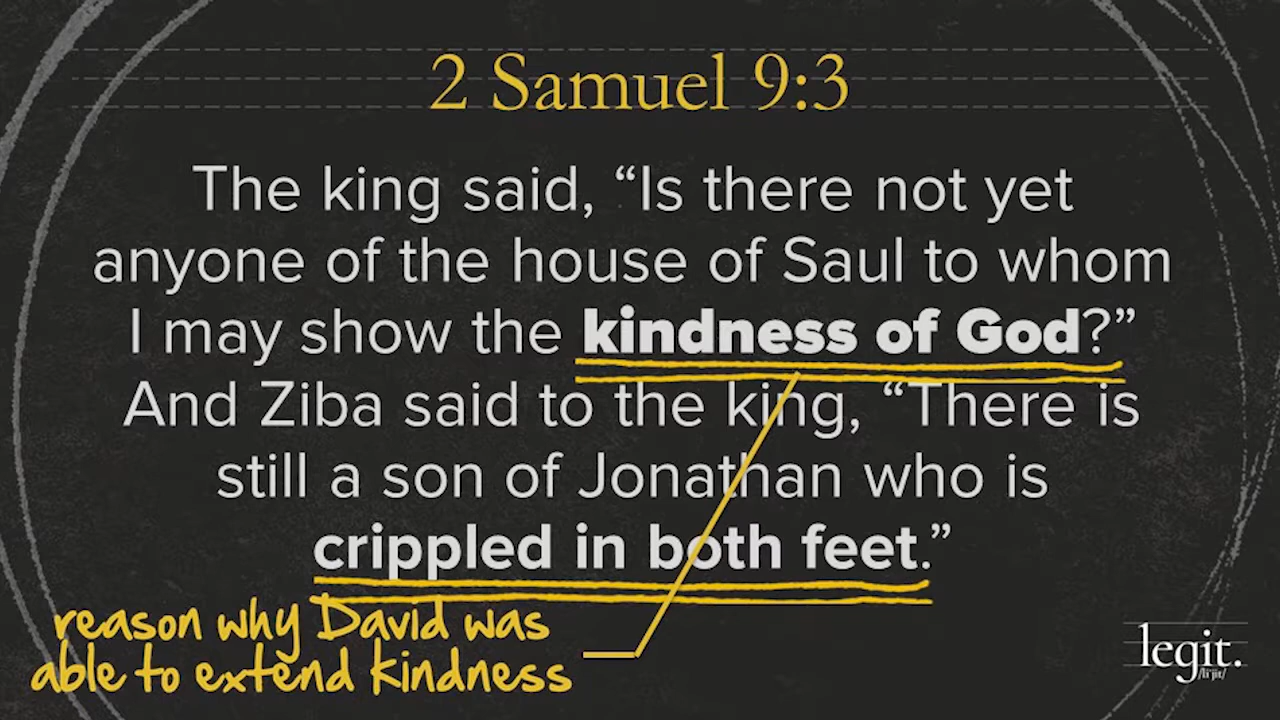 2 Samuel 9:3
The king said, “Is there not yet
anyone of the house of Saul to whom
I may show the kindness of God?”
And Ziba said to the king, “There is
still a son of Jonathan who is
crippled in both feet.”
reason why David was
able to extend kindness
legit.
/liˈjit/